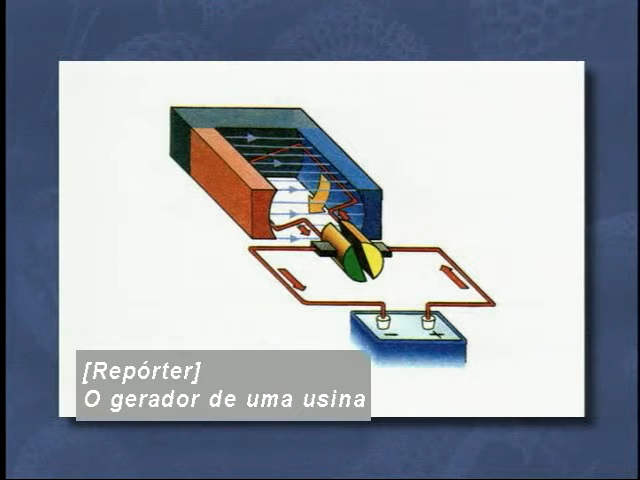 - +
[Repórter]
O gerador de uma usina